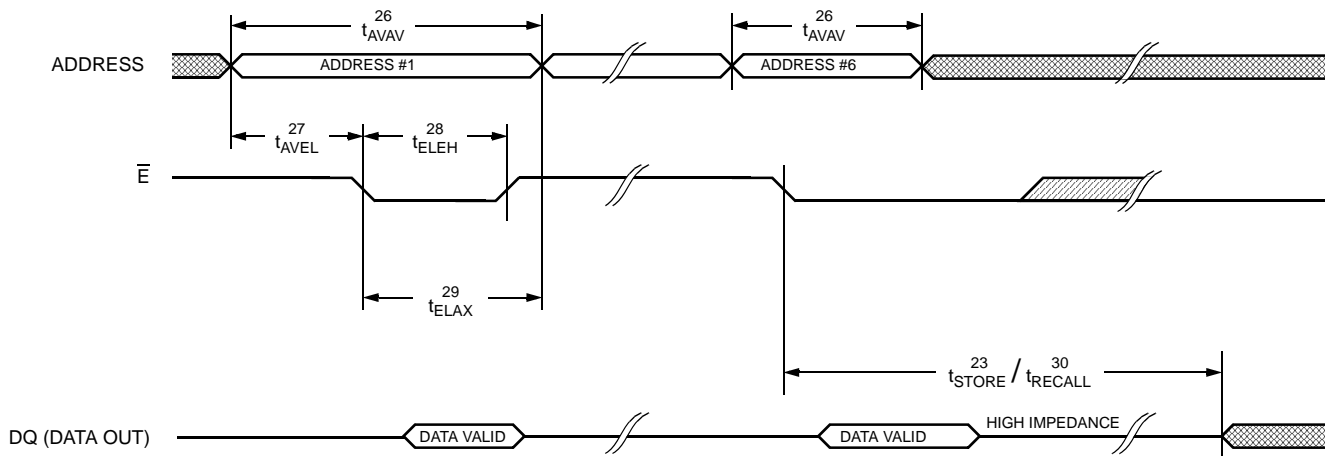 26
tAVAV
26
tAVAV
ADDRESS
ADDRESS #1
ADDRESS #6
27
tAVEL
28
tELEH
E
29
tELAX
23 30
tSTORE / tRECALL
DQ (DATA OUT)
DATA VALID
DATA VALID
HIGH IMPEDANCE